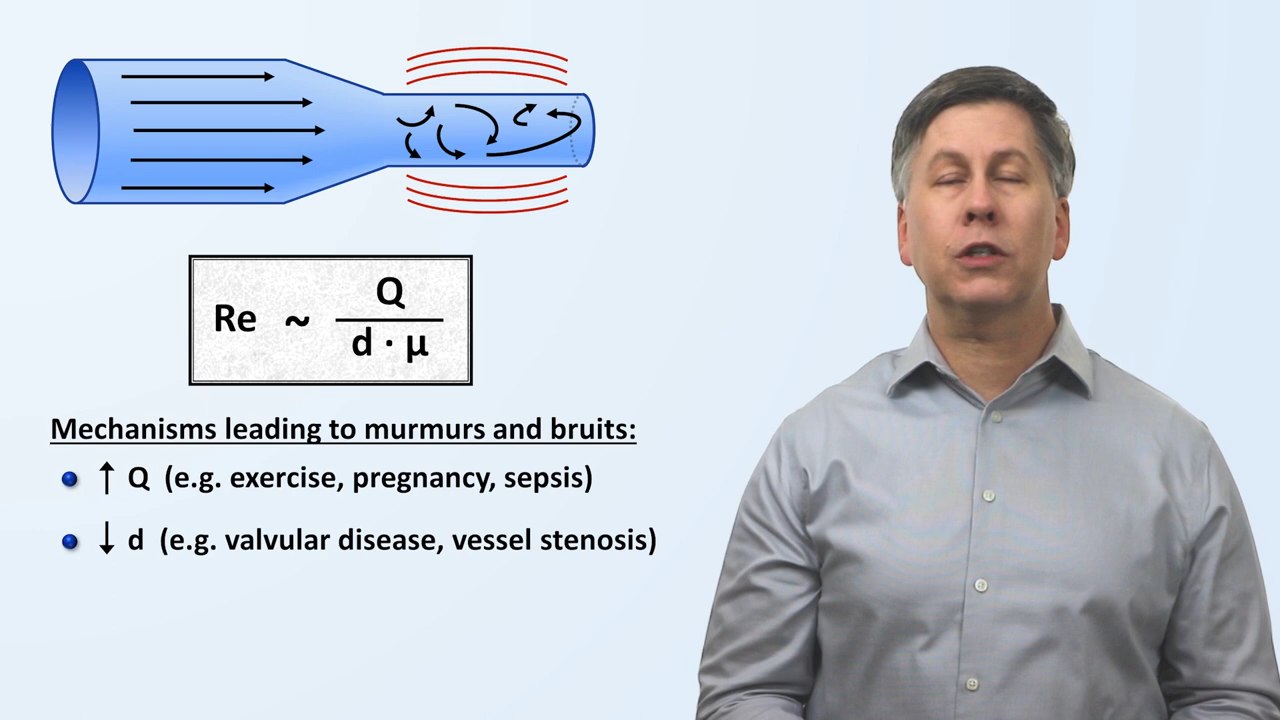 Re ~ Q
d · μ
Mechanisms leading to murmurs and bruits:
↑ Q (e.g. exercise, pregnancy, sepsis)
↓ d (e.g. valvular disease, vessel stenosis)